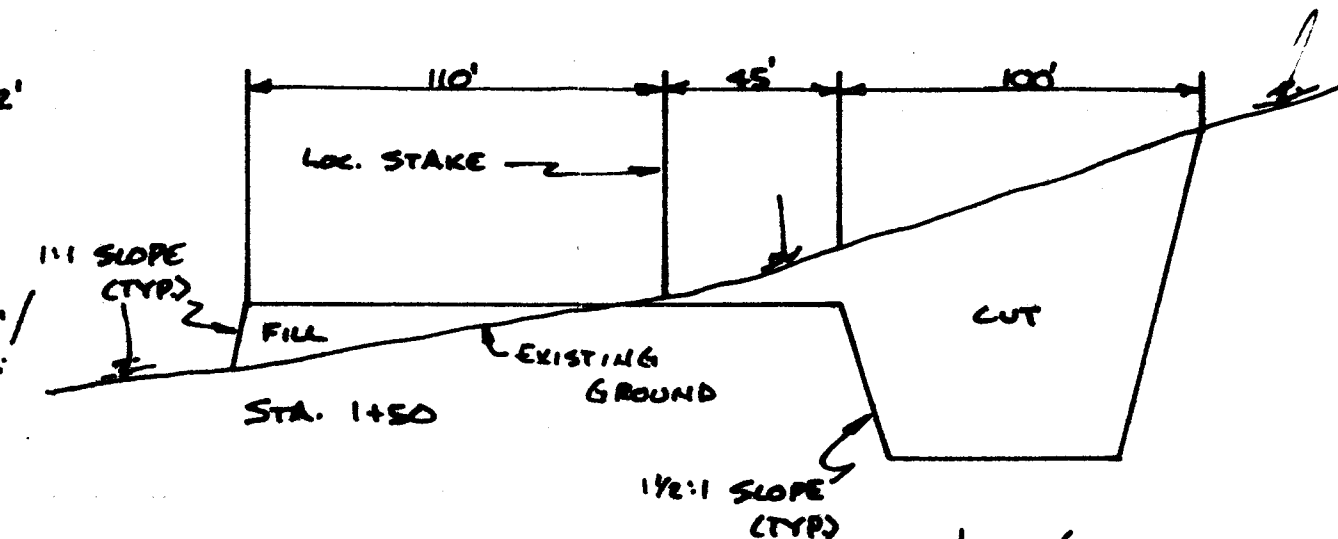 2'
110'
45'
100'
LOC. STAKE
1:1 SLOPE
(TYP.)
FILL
CUT
EXISTING
GROUND
STA. 1+50
1½:1 SLOPE
(TYP.)